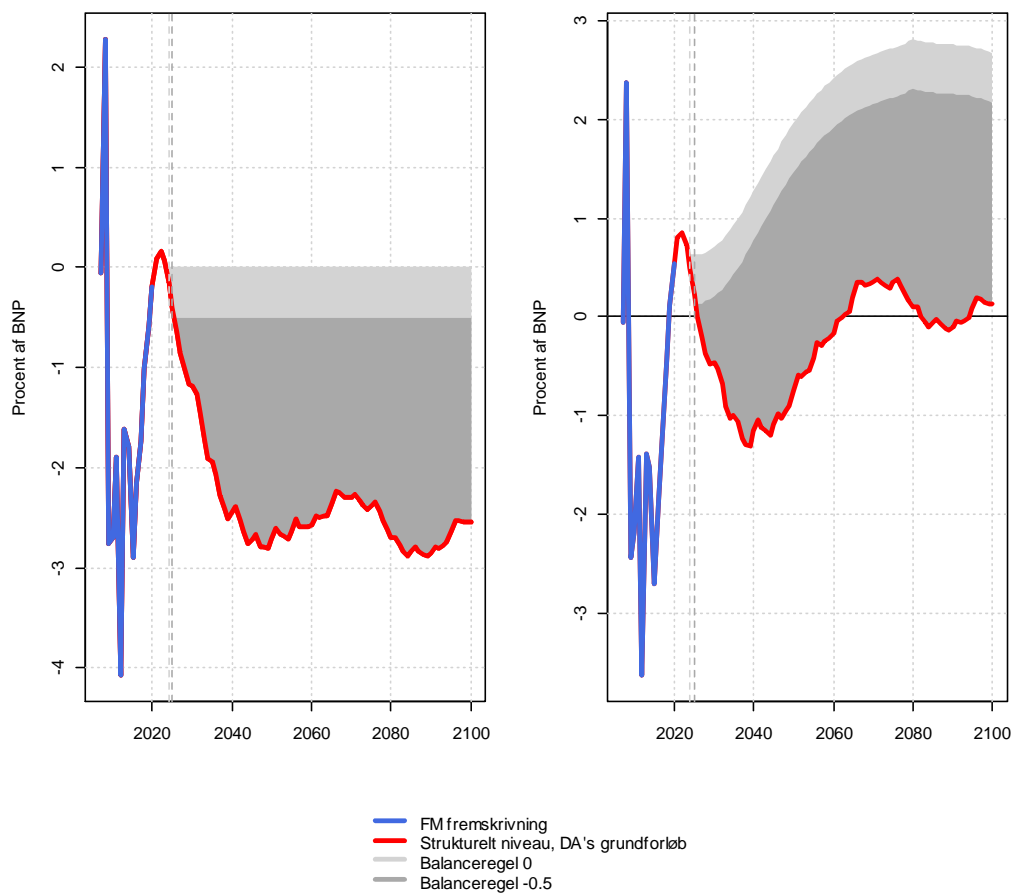 Procent af BNP
2
1
0
-1
-2
-3
-4
2020 2040 2060 2080 2100
Procent af BNP
3
2
1
0
-1
-2
-3
2020 2040 2060 2080 2100
FM fremskrivning
Strukturelt niveau, DA's grundforløb
Balanceregel 0
Balanceregel -0.5